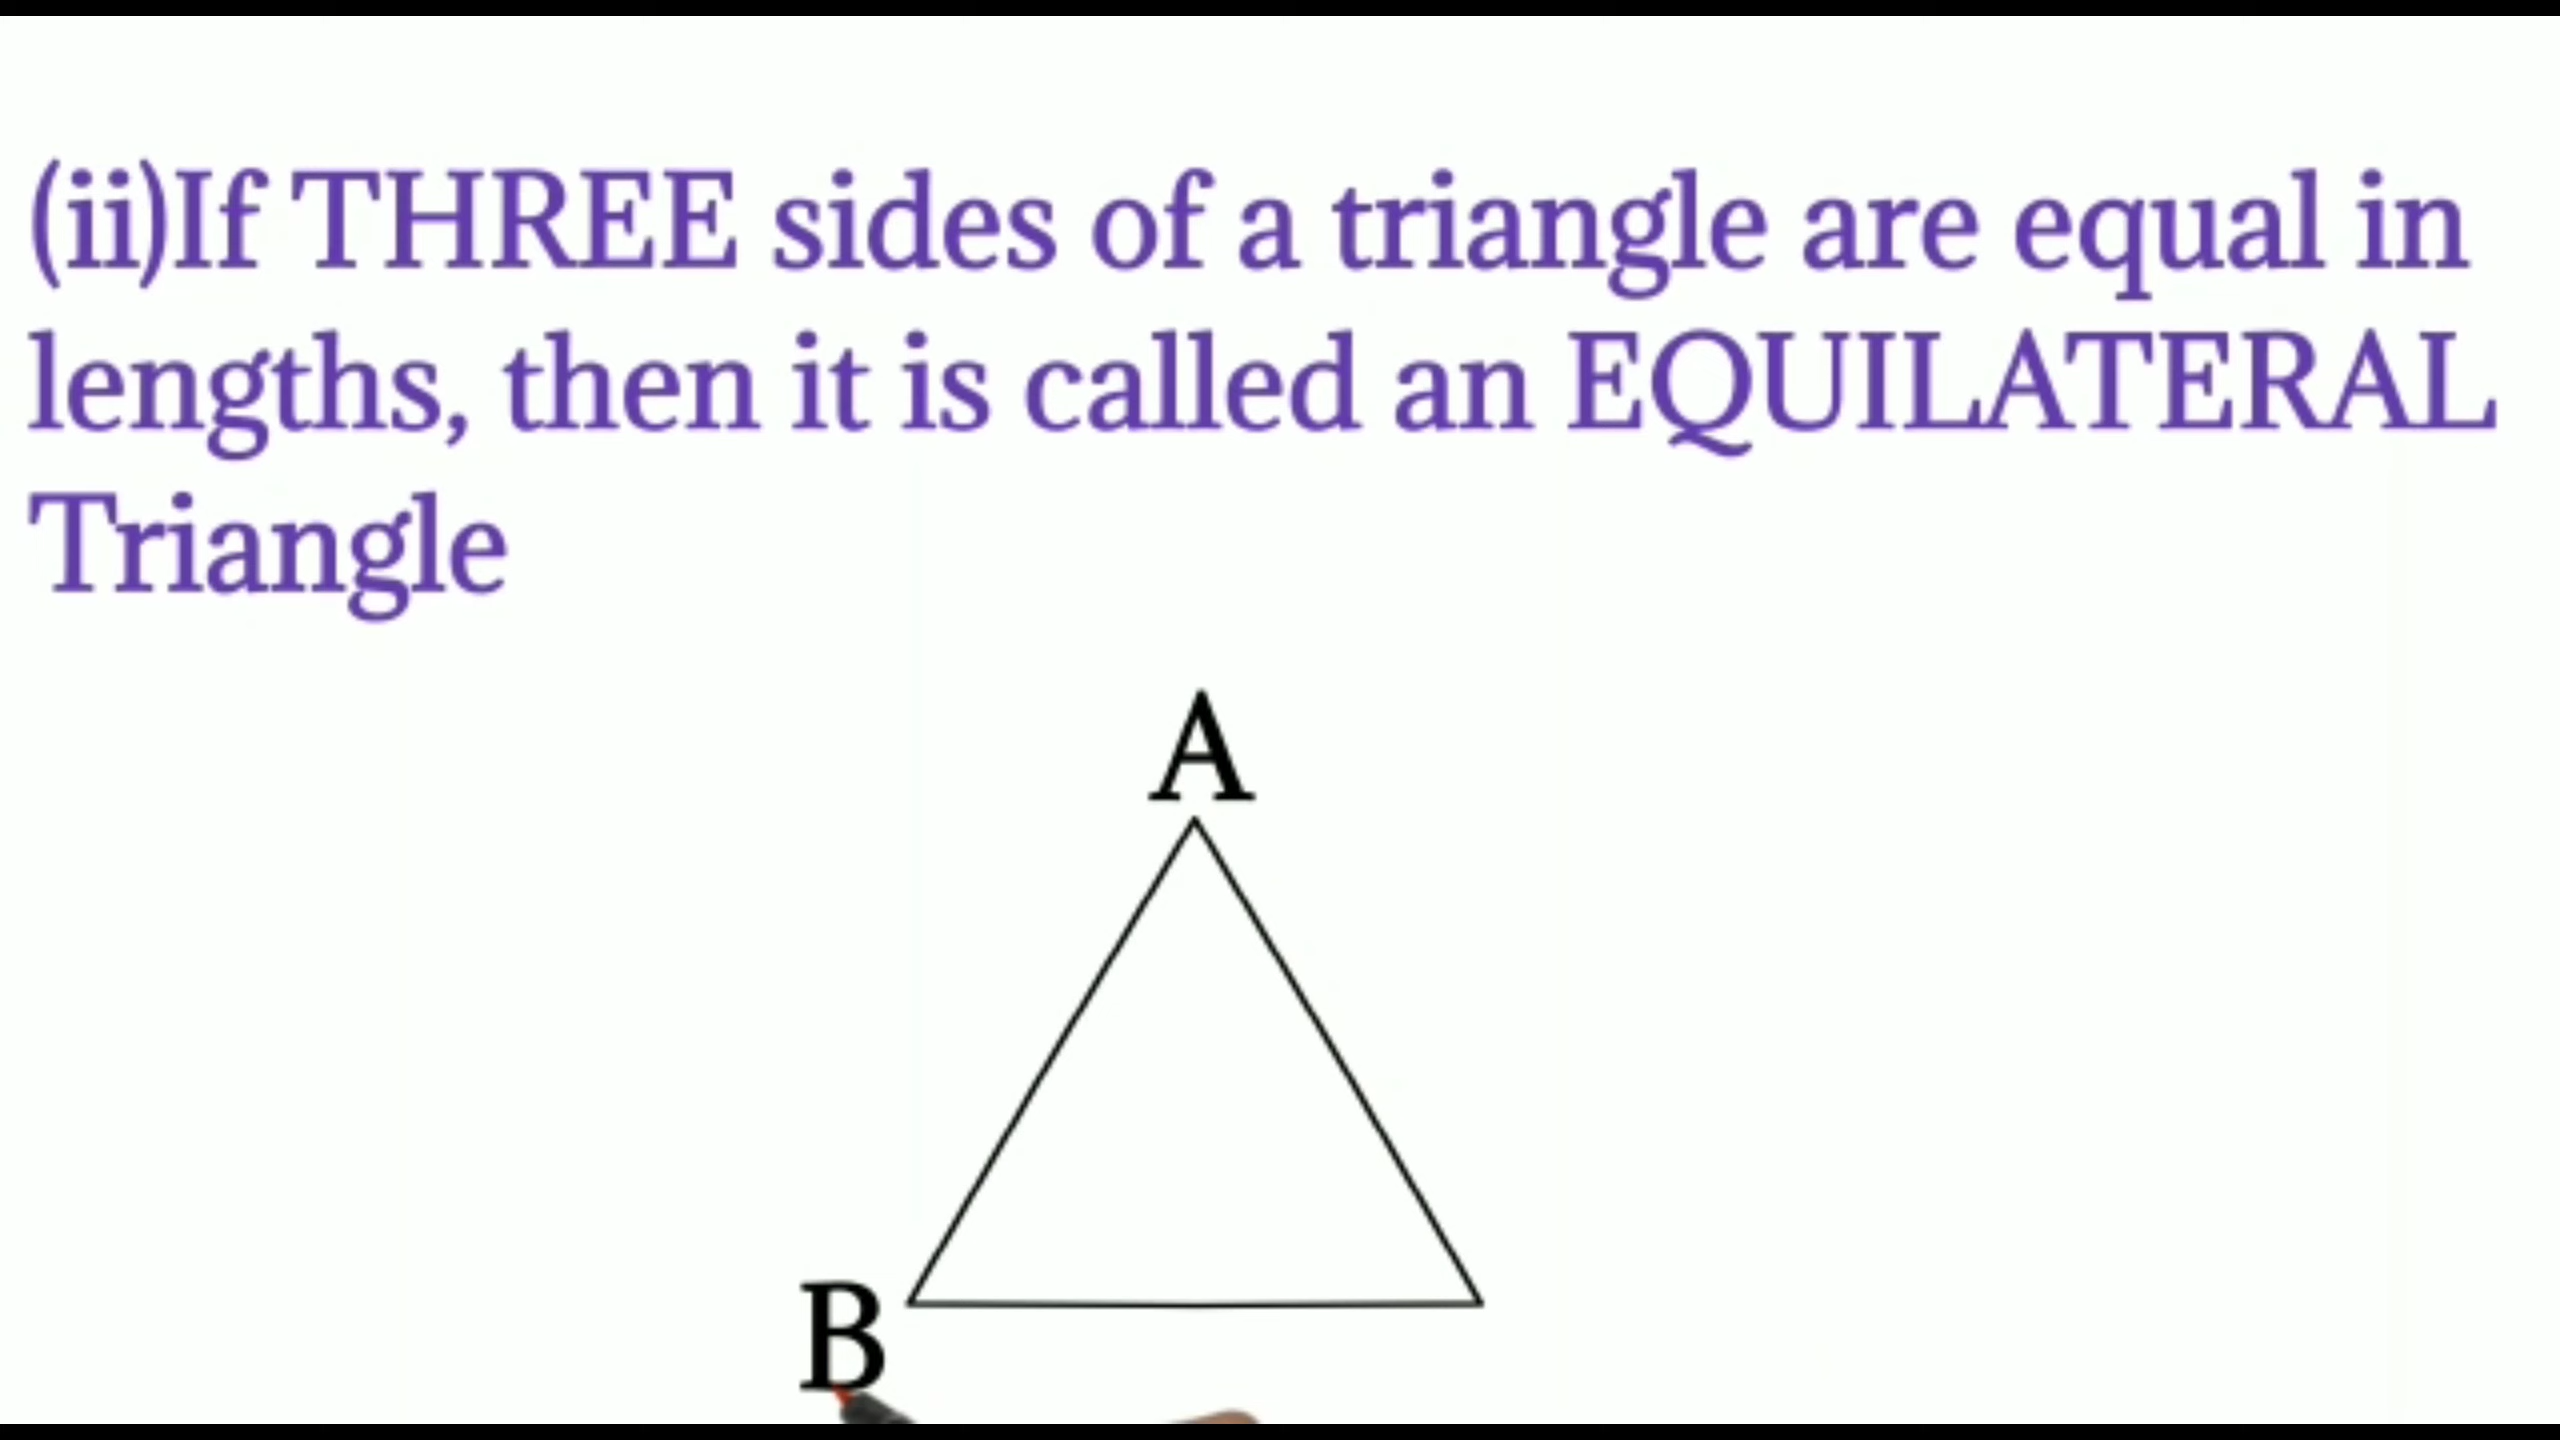 (ii)If THREE sides of a triangle are equal in
lengths, then it is called an EQUILATERAL
Triangle
A
B